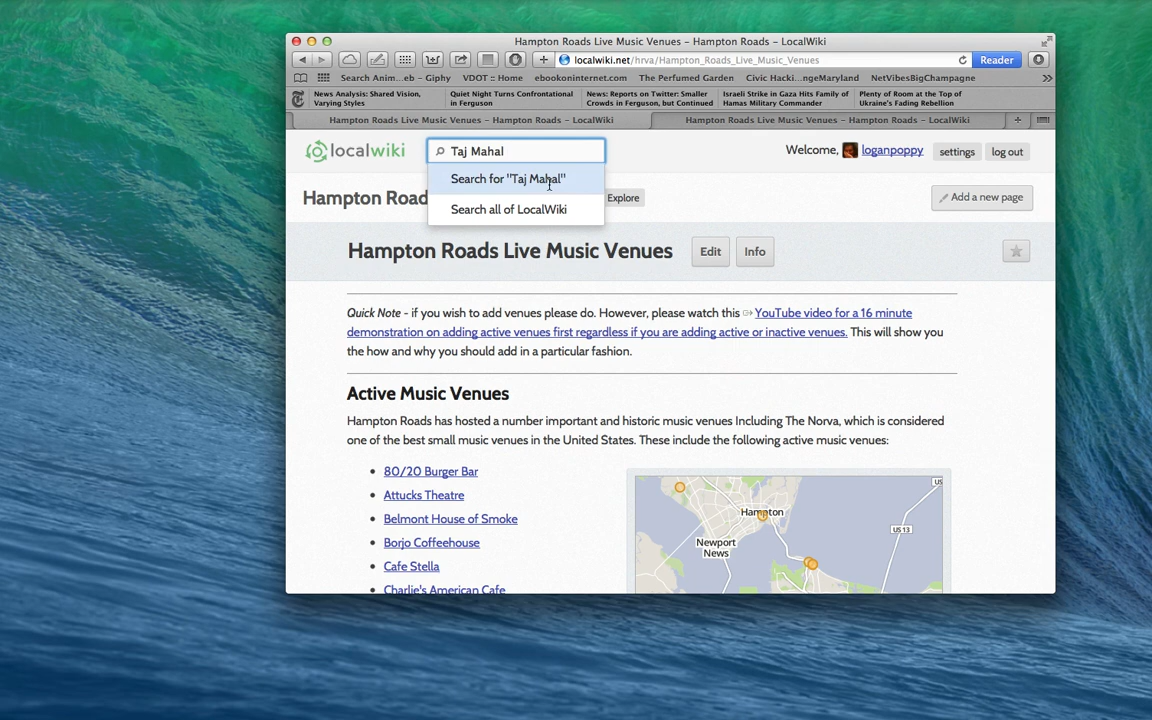 Hampton Roads Live Music Venues – Hampton Roads – LocalWiki
localwiki.net/hrva/Hampton_Roads_Live_Music_Venues
Reader
Search Anim...eb – Giphy VDOT :: Home ebookoninternet.com The Perfumed Garden Civic Hacki...ngeMaryland NetVibesBigChampagne
News Analysis: Shared Vision, Varying Styles
Quiet Night Turns Confrontational in Ferguson
News: Reports on Twitter: Smaller Crowds in Ferguson, but Continued
Israeli Strike in Gaza Hits Family of Hamas Military Commander
Plenty of Room at the Top of Ukraine's Fading Rebellion
Hampton Roads Live Music Venues – Hampton Roads – LocalWiki
Hampton Roads Live Music Venues – Hampton Roads – LocalWiki
localwiki
Taj Mahal
Welcome, loganpoppy settings log out
Search for "Taj Mahal"
Search all of LocalWiki
Hampton Road
Explore
Add a new page
Hampton Roads Live Music Venues
Edit
Info
Quick Note - if you wish to add venues please do. However, please watch this YouTube video for a 16 minute
demonstration on adding active venues first regardless if you are adding active or inactive venues. This will show you
the how and why you should add in a particular fashion.
Active Music Venues
Hampton Roads has hosted a number important and historic music venues Including The Norva, which is considered
one of the best small music venues in the United States. These include the following active music venues:
80/20 Burger Bar
Attucks Theatre
Belmont House of Smoke
Borjo Coffeehouse
Cafe Stella
Charlie's American Cafe
US
Hampton
US 13
Newport
News